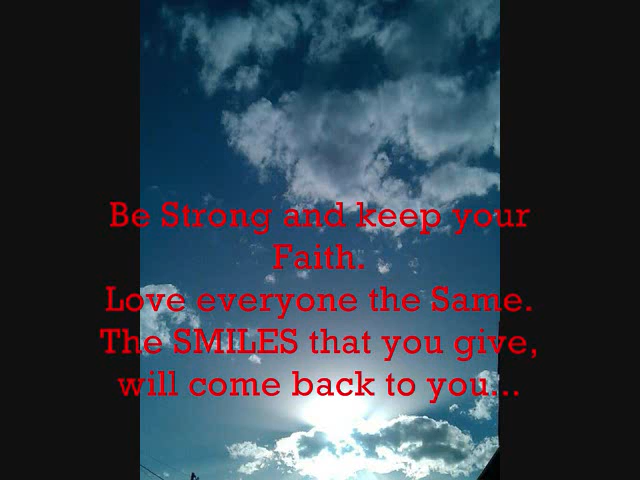 Be Strong and keep your
Faith.
Love everyone the Same.
The SMILES that you give,
will come back to you...